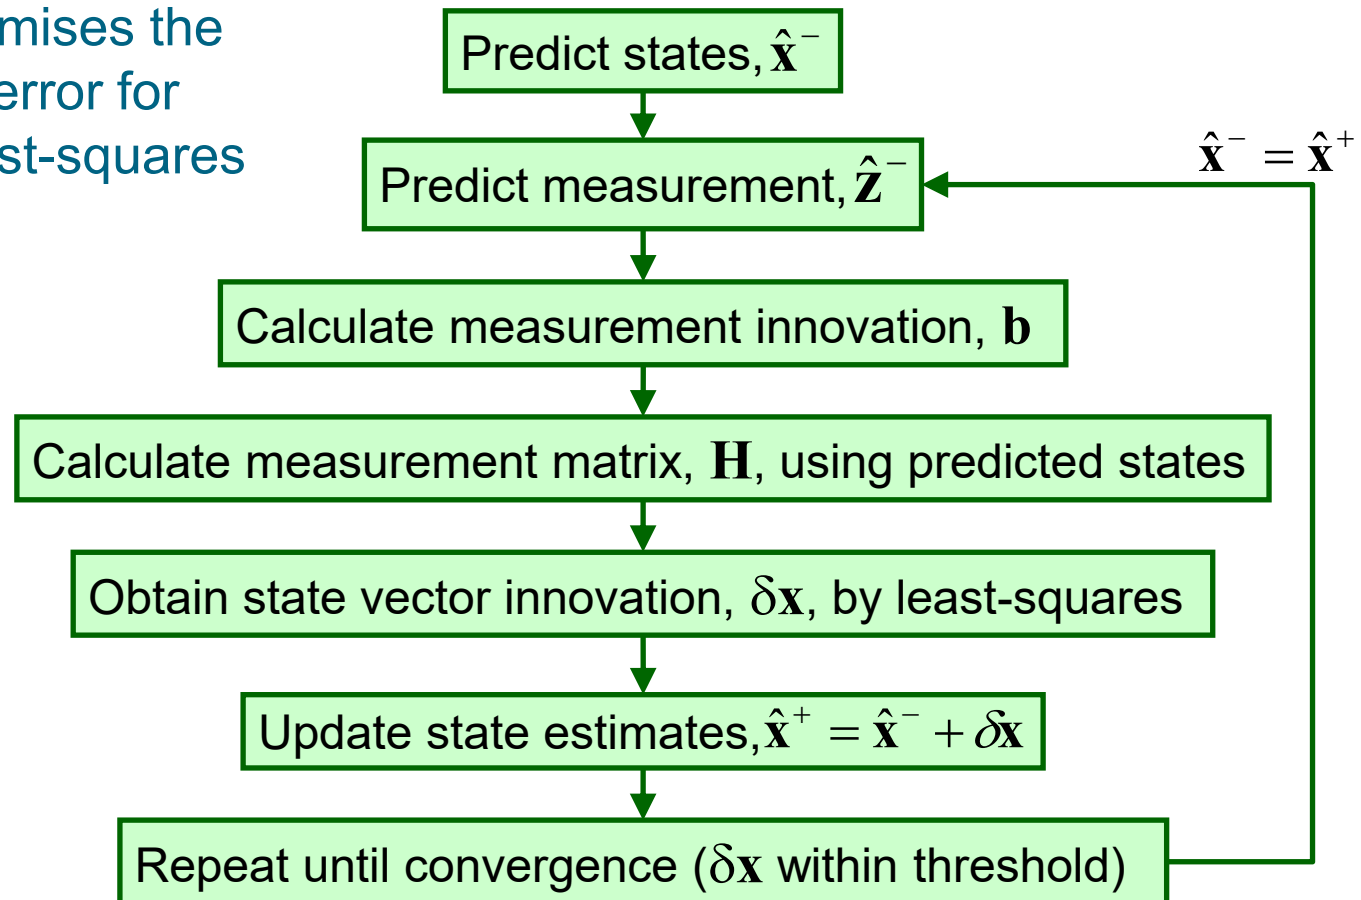 mises the
error for
st-squares
Predict states, x̂⁻
Predict measurement, ẑ⁻
x̂⁻ = x̂⁺
Calculate measurement innovation, b
Calculate measurement matrix, H, using predicted states
Obtain state vector innovation, δx, by least-squares
Update state estimates, x̂⁺ = x̂⁻ + δx
Repeat until convergence (δx within threshold)